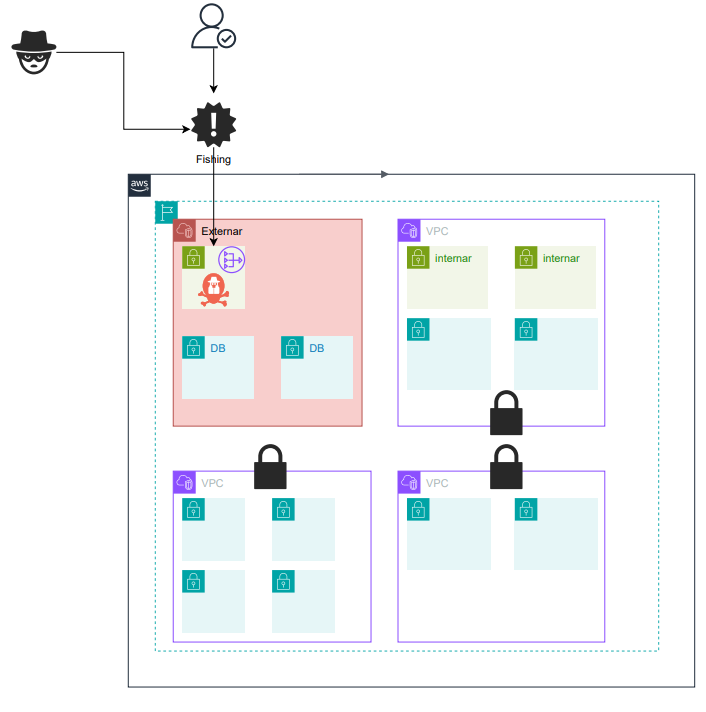 Fishing
aws
Externar
VPC
internar
internar
DB
DB
VPC
VPC